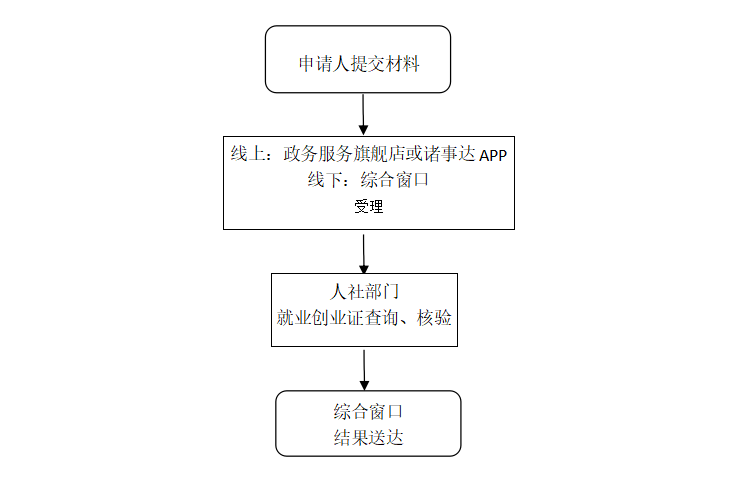 申请人提交材料
线上：政务服务旗舰店或诸事达 APP
线下：综合窗口
受理
人社部门
就业创业证查询、核验
综合窗口
结果送达